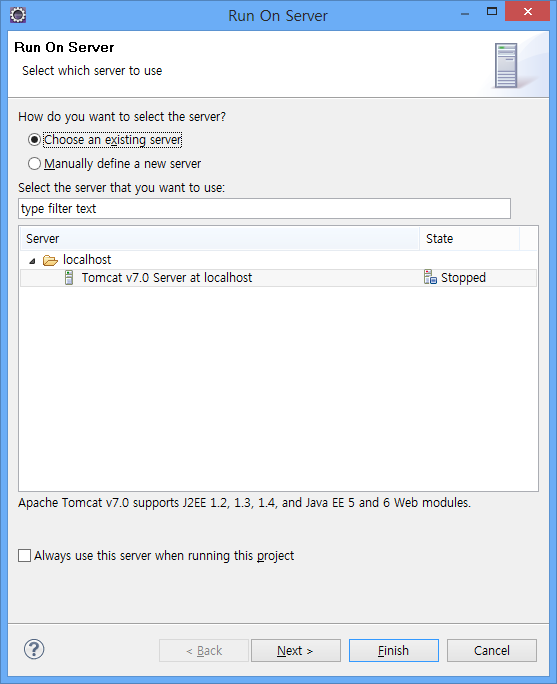 Run On Server
Run On Server
Select which server to use
How do you want to select the server?
Choose an existing server
Manually define a new server
Select the server that you want to use:
type filter text
Server State
localhost
Tomcat v7.0 Server at localhost Stopped
Apache Tomcat v7.0 supports J2EE 1.2, 1.3, 1.4, and Java EE 5 and 6 Web modules.
Always use this server when running this project
? < Back Next > Finish Cancel